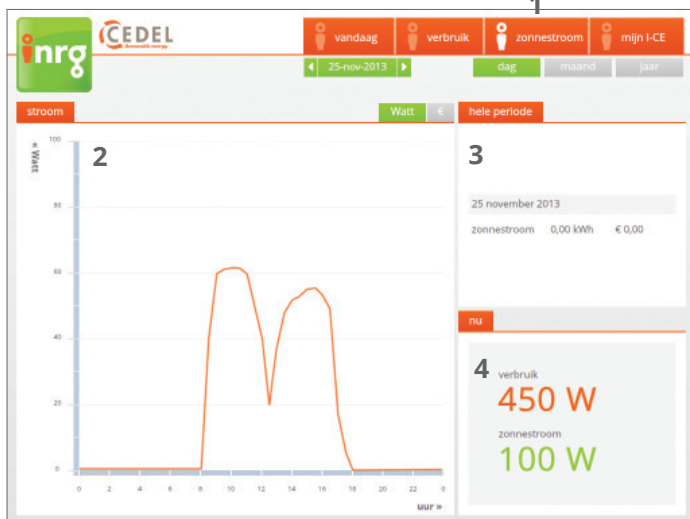 1
inrg
CEDEL
vandaag verbruik zonnestroom mijn I-CE
25-nov-2013
dag maand jaar
stroom Watt €
« Watt
2
100
80
60
40
20
0
0 2 4 6 8 10 12 14 16 18 20 22 0
uur »
hele periode
3
25 november 2013
zonnestroom 0,00 kWh € 0,00
nu
4
verbruik
450 W
zonnestroom
100 W